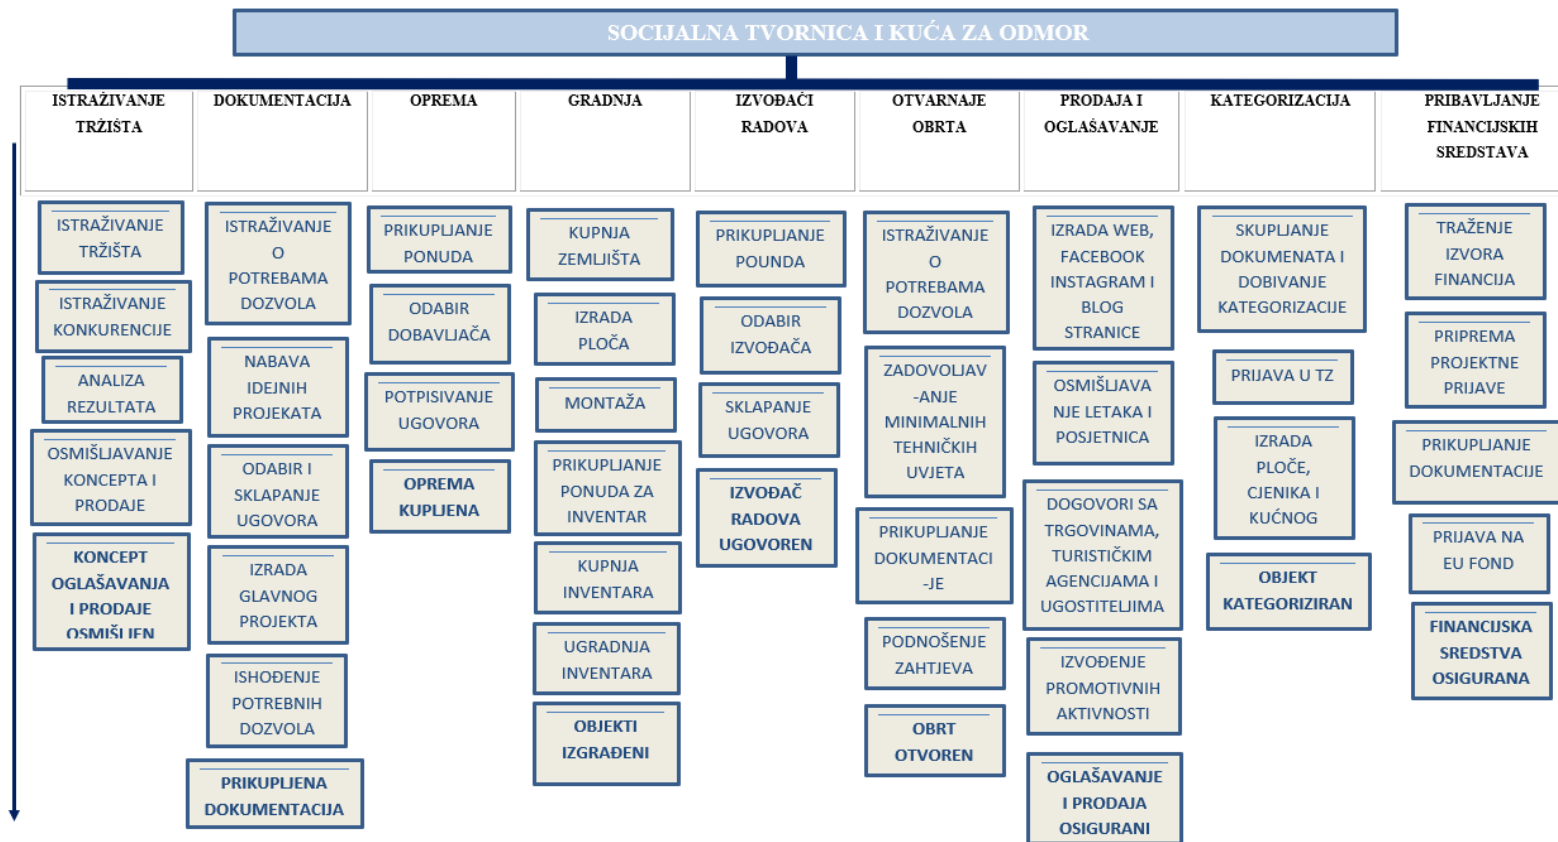 SOCIJALNA TVORNICA I KUĆA ZA ODMOR
ISTRAŽIVANJE
TRŽIŠTA
DOKUMENTACIJA
OPREMA
GRADNJA
IZVOĐAČI
RADOVA
OTVARNAJE
OBRTA
PRODAJA I
OGLAŠAVANJE
KATEGORIZACIJA
PRIBAVLJANJE
FINANCIJSKIH
SREDSTAVA
ISTRAŽIVANJE
TRŽIŠTA
ISTRAŽIVANJE
KONKURENCIJE
ANALIZA
REZULTATA
OSMIŠLJAVANJE
KONCEPTA I
PRODAJE
KONCEPT
OGLAŠAVANJA
I PRODAJE
OSMIŠLJEN
ISTRAŽIVANJE
O
POTREBAMA
DOZVOLA
NABAVA
IDEJNIH
PROJEKATA
ODABIR I
SKLAPANJE
UGOVORA
IZRADA
GLAVNOG
PROJEKTA
ISHOĐENJE
POTREBNIH
DOZVOLA
PRIKUPLJENA
DOKUMENTACIJA
PRIKUPLJANJE
PONUDA
ODABIR
DOBAVLJAČA
POTPISIVANJE
UGOVORA
OPREMA
KUPLJENA
KUPNJA
ZEMLJIŠTA
IZRADA
PLOČA
MONTAŽA
PRIKUPLJANJE
PONUDA ZA
INVENTAR
KUPNJA
INVENTARA
UGRADNJA
INVENTARA
OBJEKTI
IZGRAĐENI
PRIKUPLJANJE
POUNDA
ODABIR
IZVOĐAČA
SKLAPANJE
UGOVORA
IZVOĐAČ
RADOVA
UGOVOREN
ISTRAŽIVANJE
O
POTREBAMA
DOZVOLA
ZADOVOLJAV
-ANJE
MINIMALNIH
TEHNIČKIH
UVJETA
PRIKUPLJANJE
DOKUMENTACI
-JE
PODNOŠENJE
ZAHTJEVA
OBRT
OTVOREN
IZRADA WEB,
FACEBOOK
INSTAGRAM I
BLOG
STRANICE
OSMIŠLJAVA
NJE LETAKA I
POSJETNICA
DOGOVORI SA
TRGOVINAMA,
TURISTIČKIM
AGENCIJAMA I
UGOSTITELJIMA
IZVOĐENJE
PROMOTIVNIH
AKTIVNOSTI
OGLAŠAVANJE
I PRODAJA
OSIGURANI
SKUPLJANJE
DOKUMENATA I
DOBIVANJE
KATEGORIZACIJE
PRIJAVA U TZ
IZRADA
PLOČE,
CJENIKA I
KUĆNOG
OBJEKT
KATEGORIZIRAN
TRAŽENJE
IZVORA
FINANCIJA
PRIPREMA
PROJEKTNE
PRIJAVE
PRIKUPLJANJE
DOKUMENTACIJE
PRIJAVA NA
EU FOND
FINANCIJSKA
SREDSTVA
OSIGURANA